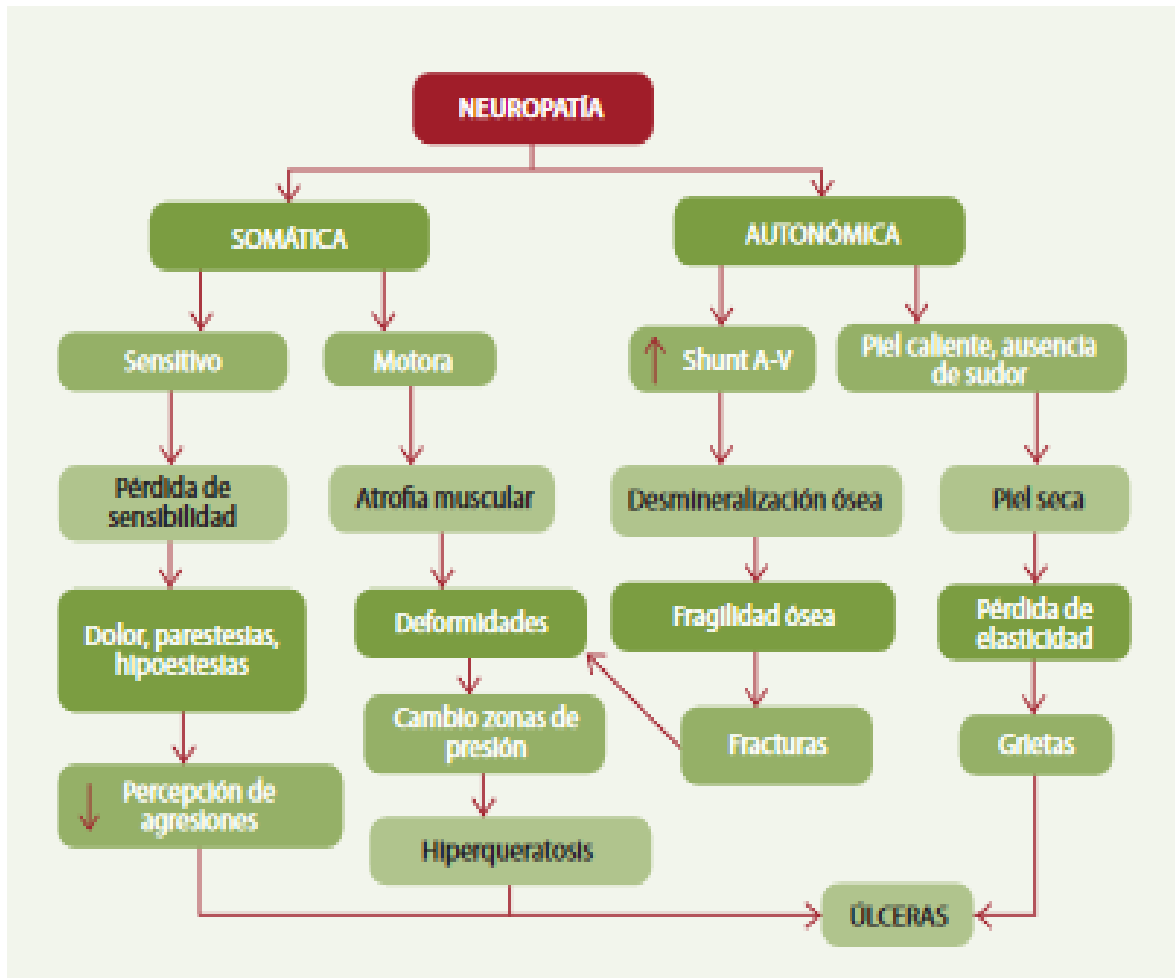 NEUROPATÍA
SOMÁTICA
AUTONÓMICA
Sensitivo
Motora
Shunt A-V
Piel caliente, ausencia
de sudor
Pérdida de
sensibilidad
Atrofia muscular
Desmineralización ósea
Piel seca
Dolor, parestesias,
hipoestesias
Deformidades
Fragilidad ósea
Pérdida de
elasticidad
Cambio zonas de
presión
Fracturas
Grietas
Percepción de
agresiones
Hiperqueratosis
ÚLCERAS